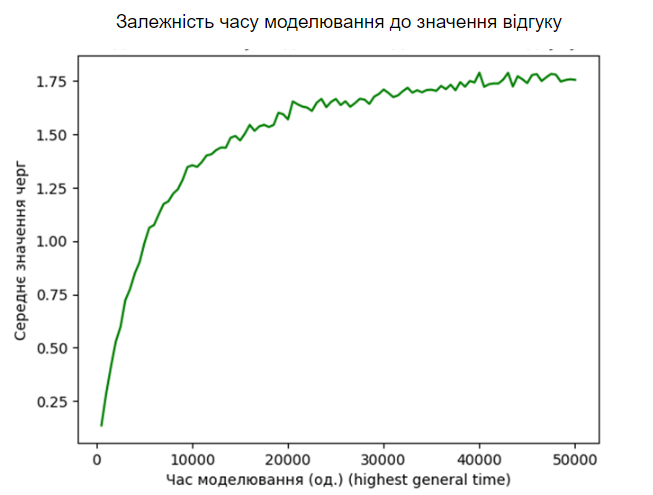 Залежність часу моделювання до значення відгуку
1.75
1.50
1.25
1.00
0.75
0.50
0.25
Середнє значення черг
0 10000 20000 30000 40000 50000
Час моделювання (од.) (highest general time)